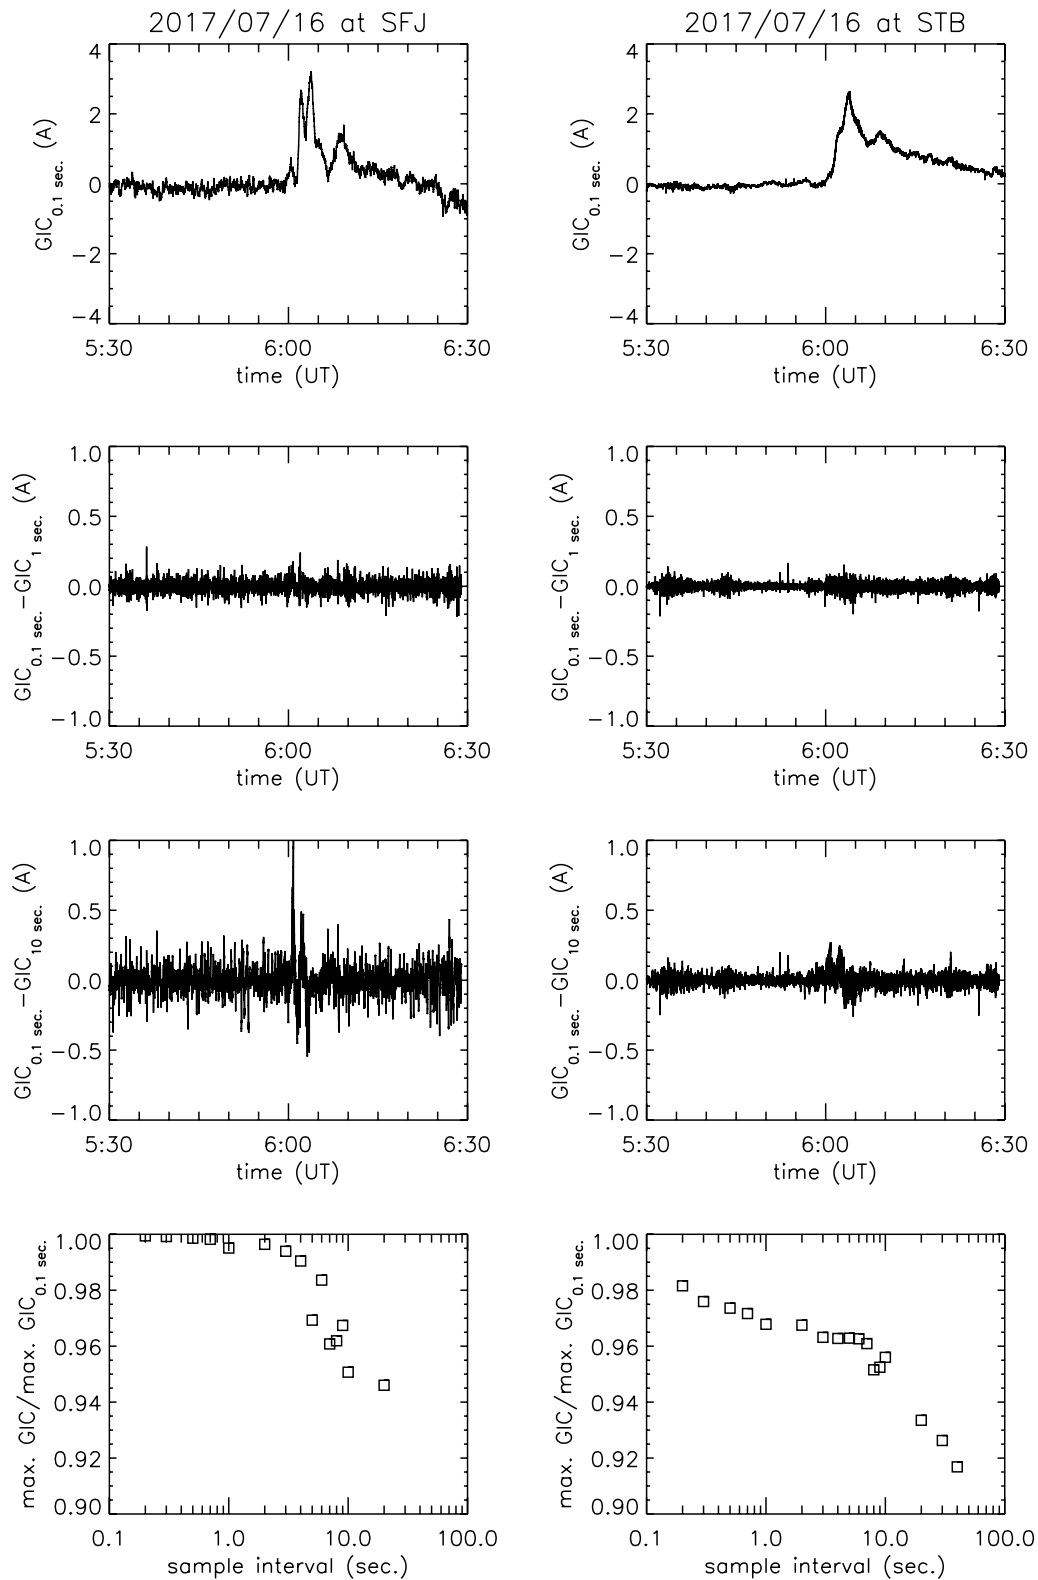 2017/07/16 at SFJ
GIC0.1 sec. (A)
4
2
0
−2
−4
5:30 6:00 6:30
time (UT)
2017/07/16 at STB
GIC0.1 sec. (A)
4
2
0
−2
−4
5:30 6:00 6:30
time (UT)
GIC0.1 sec.−GIC1 sec. (A)
1.0
0.5
0.0
−0.5
−1.0
5:30 6:00 6:30
time (UT)
GIC0.1 sec.−GIC1 sec. (A)
1.0
0.5
0.0
−0.5
−1.0
5:30 6:00 6:30
time (UT)
GIC0.1 sec.−GIC10 sec. (A)
1.0
0.5
0.0
−0.5
−1.0
5:30 6:00 6:30
time (UT)
GIC0.1 sec.−GIC10 sec. (A)
1.0
0.5
0.0
−0.5
−1.0
5:30 6:00 6:30
time (UT)
max. GIC/max. GIC0.1 sec.
1.00
0.98
0.96
0.94
0.92
0.90
0.1 1.0 10.0 100.0
sample interval (sec.)
max. GIC/max. GIC0.1 sec.
1.00
0.98
0.96
0.94
0.92
0.90
0.1 1.0 10.0 100.0
sample interval (sec.)